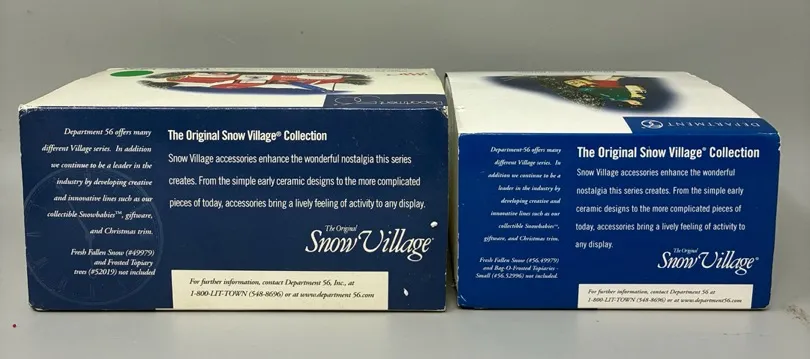 Department 56 offers many
different Village series. In addition
we continue to be a leader in the
industry by developing creative
and innovative lines such as our
collectible Snowbabies™, giftware,
and Christmas trim.
Fresh Fallen Snow (#49979)
and Frosted Topiary
trees (#52019) not included
The Original Snow Village® Collection
Snow Village accessories enhance the wonderful nostalgia this series
creates. From the simple early ceramic designs to the more complicated
pieces of today, accessories bring a lively feeling of activity to any display.
The Original
Snow Village®
For further information, contact Department 56, Inc., at
1-800-LIT-TOWN (548-8696) or at www.department 56.com
DEPARTMENT 56
Department 56 offers many
different Village series. In
addition we continue to be a
leader in the industry by
developing creative and
innovative lines such as our
collectible Snowbabies™,
giftware, and Christmas trim.
Fresh Fallen Snow (#56.49979)
and Bag-O-Frosted Topiaries -
Small (#56.52996) not included.
The Original Snow Village® Collection
Snow Village accessories enhance the wonderful
nostalgia this series creates. From the simple early
ceramic designs to the more complicated pieces of
today, accessories bring a lively feeling of activity to
any display.
The Original
Snow Village®
For further information, contact Department 56 at
1-800-LIT-TOWN (548-8696) or at www.department56.com